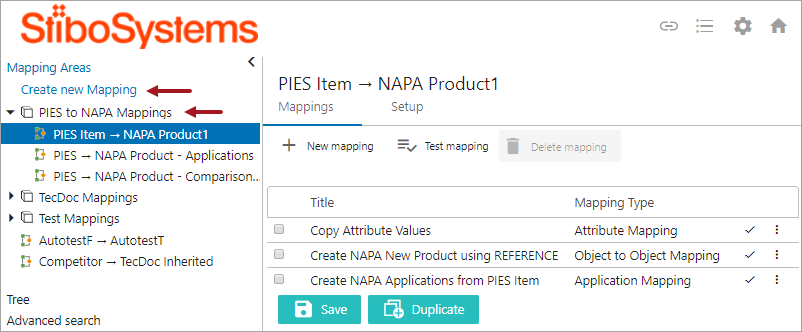 StiboSystems
Mapping Areas
Create new Mapping
PIES to NAPA Mappings
PIES Item → NAPA Product1
PIES → NAPA Product - Applications
PIES → NAPA Product - Comparison...
TecDoc Mappings
Test Mappings
AutotestF → AutotestT
Competitor → TecDoc Inherited
Tree
Advanced search
PIES Item → NAPA Product1
Mappings Setup
New mapping Test mapping Delete mapping
Title Mapping Type
Copy Attribute Values Attribute Mapping
Create NAPA New Product using REFERENCE Object to Object Mapping
Create NAPA Applications from PIES Item Application Mapping
Save Duplicate